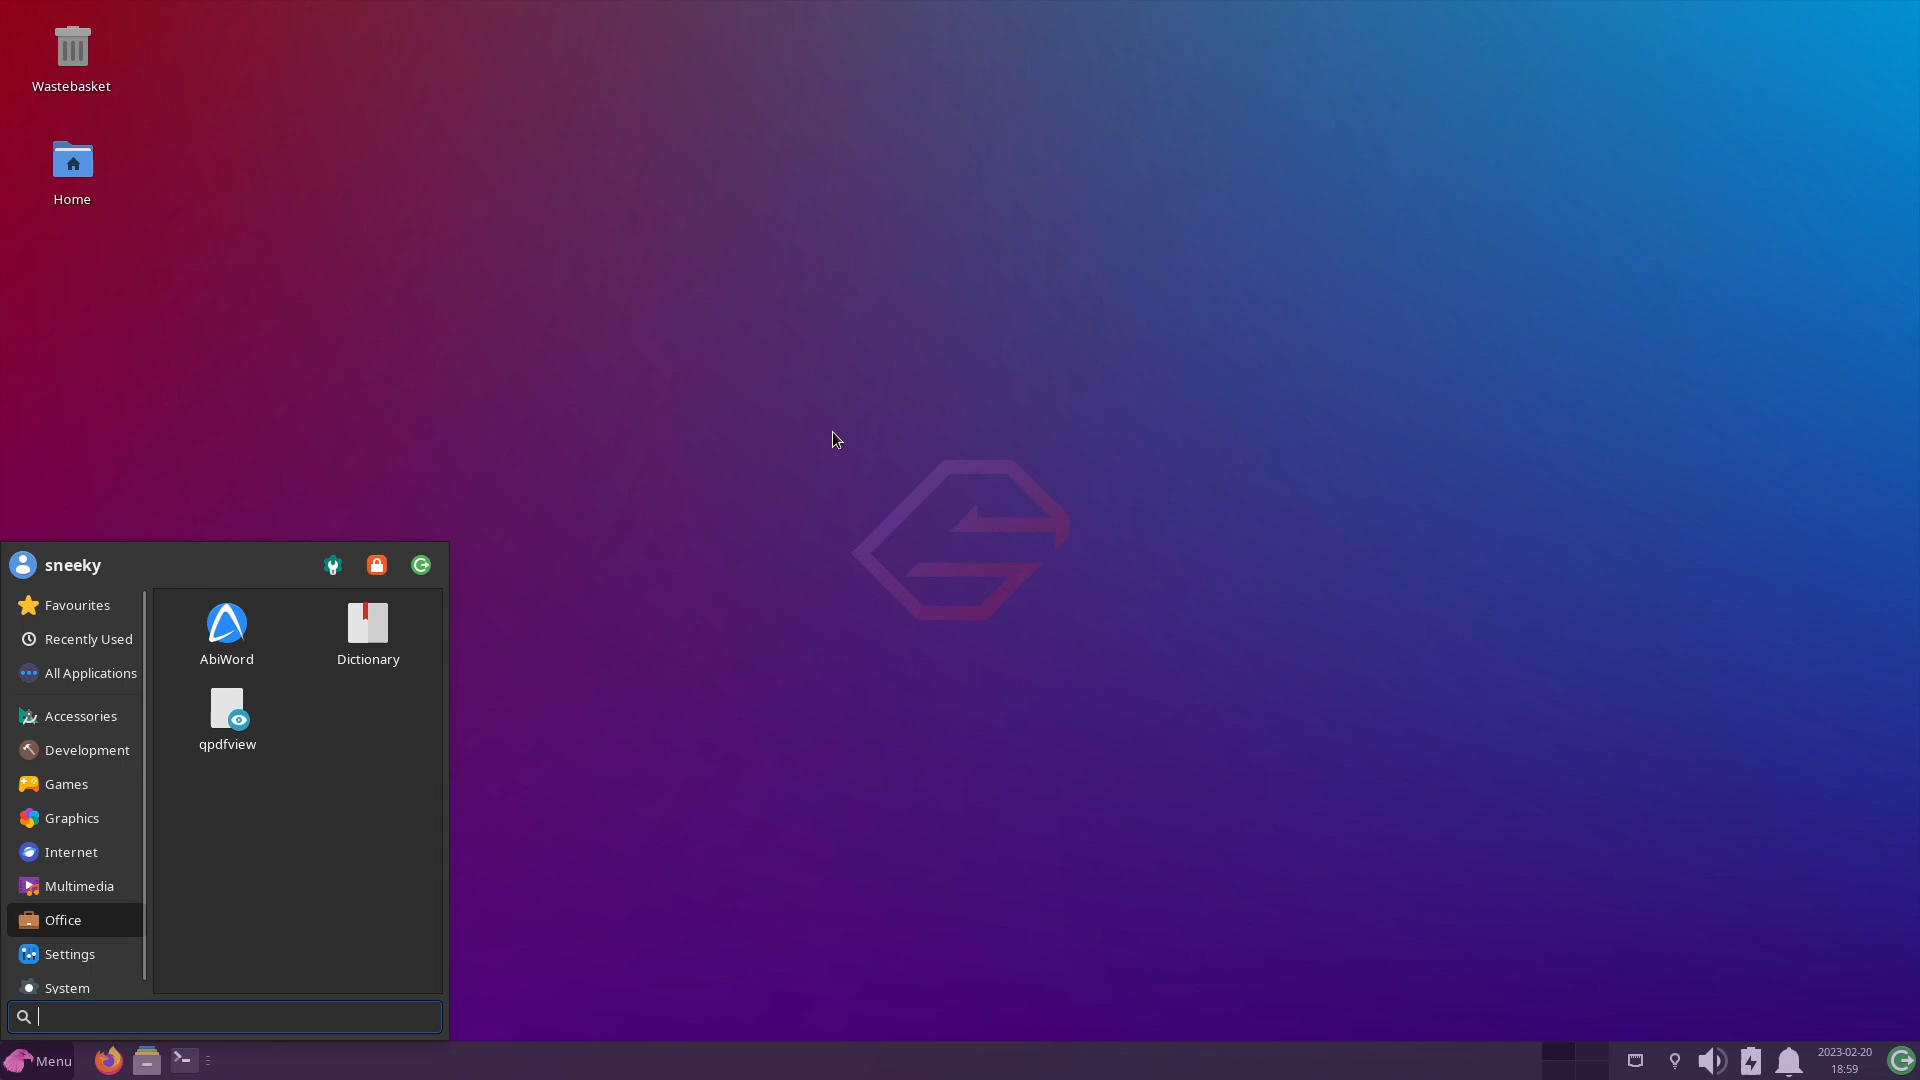 Wastebasket
Home
sneeky
Favourites
Recently Used
All Applications
Accessories
Development
Games
Graphics
Internet
Multimedia
Office
Settings
System
AbiWord
Dictionary
qpdfview
Menu
2023-02-20
18:59